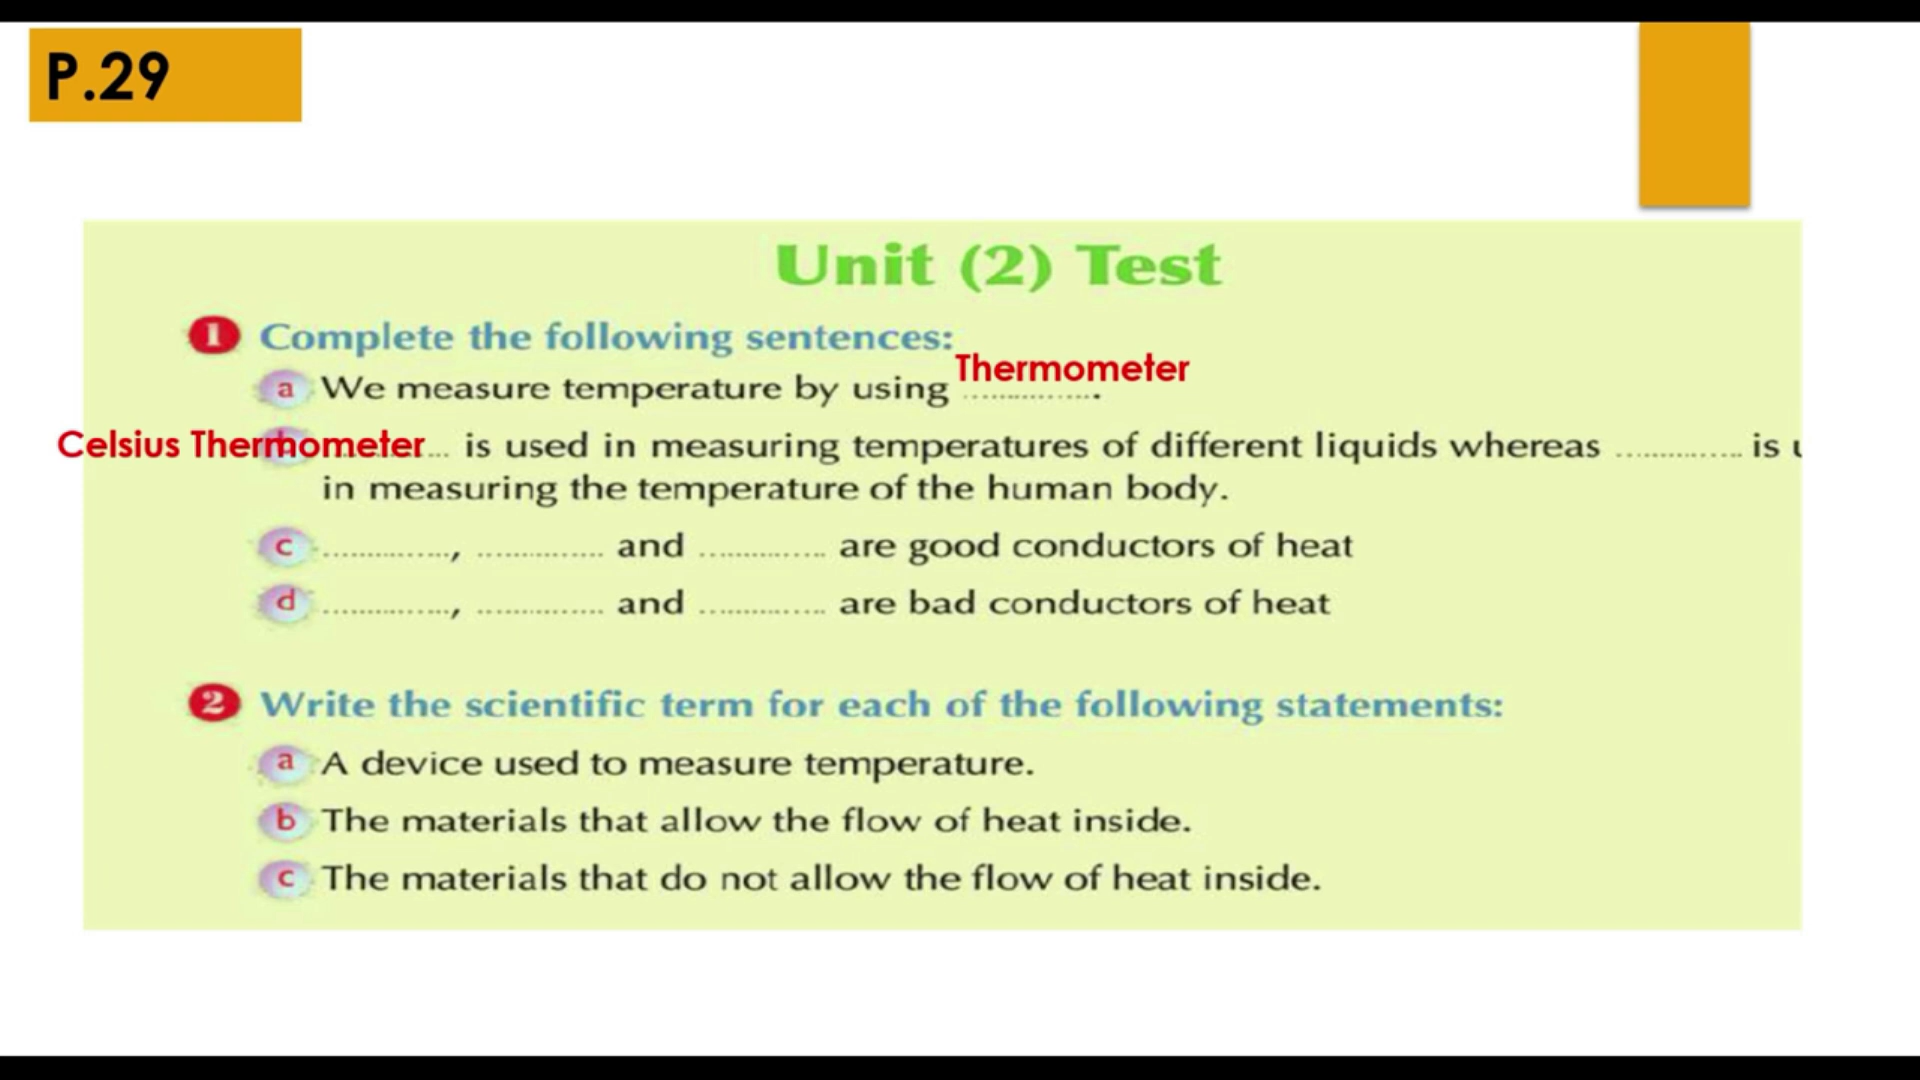 P.29
Unit (2) Test
1 Complete the following sentences:
Thermometer
a We measure temperature by using ..............
Celsius Thermometer ... is used in measuring temperatures of different liquids whereas .............. is
in measuring the temperature of the human body.
c .............., .............. and .............. are good conductors of heat
d .............., .............. and .............. are bad conductors of heat
2 Write the scientific term for each of the following statements:
a A device used to measure temperature.
b The materials that allow the flow of heat inside.
c The materials that do not allow the flow of heat inside.